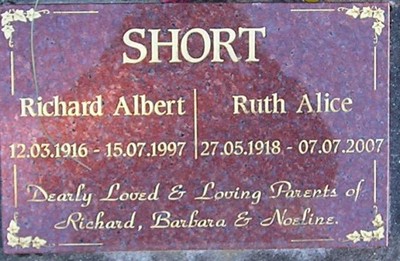 SHORT
Richard Albert Ruth Alice
12.03.1916 - 15.07.1997 27.05.1918 - 07.07.2007
Dearly Loved & Loving Parents of
Richard, Barbara & Noeline.